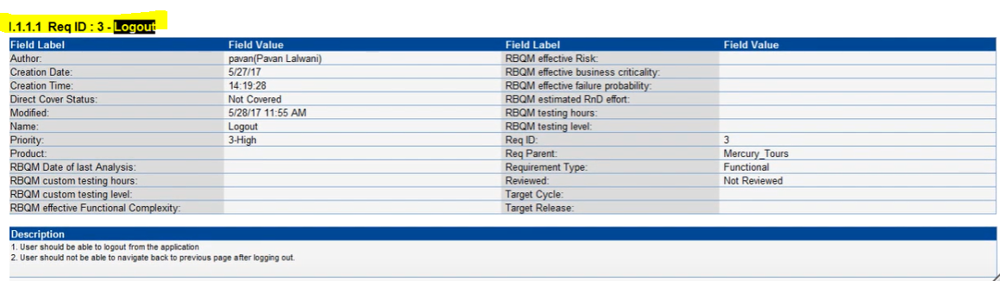 1.1.1.1 Req ID : 3 - Logout
Field Label Field Value Field Label Field Value
Author: pavan(Pavan Lalwani) RBQM effective Risk:
Creation Date: 5/27/17 RBQM effective business criticality:
Creation Time: 14:19:28 RBQM effective failure probability:
Direct Cover Status: Not Covered RBQM estimated RnD effort:
Modified: 5/28/17 11:55 AM RBQM testing hours:
Name: Logout RBQM testing level:
Priority: 3-High Req ID: 3
Product: Req Parent: Mercury_Tours
RBQM Date of last Analysis: Requirement Type: Functional
RBQM custom testing hours: Reviewed: Not Reviewed
RBQM custom testing level: Target Cycle:
RBQM effective Functional Complexity: Target Release:
Description
1. User should be able to logout from the application
2. User should not be able to navigate back to previous page after logging out.